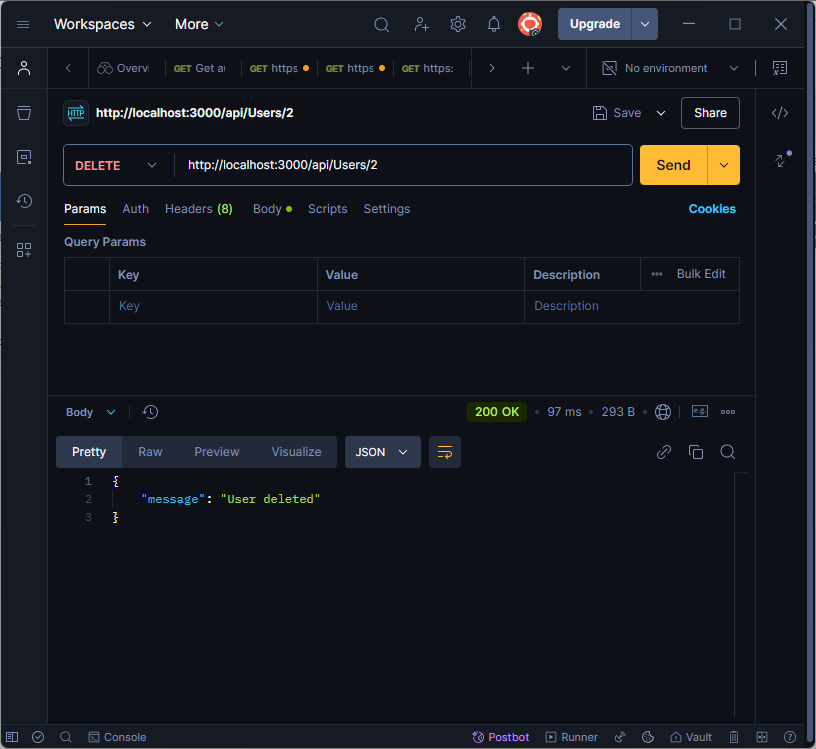 Workspaces More Upgrade
Overvi GET Get au GET https GET https GET https: No environment
HTTP http://localhost:3000/api/Users/2 Save Share
DELETE http://localhost:3000/api/Users/2 Send
Params Auth Headers (8) Body Scripts Settings Cookies
Query Params
Key Value Description Bulk Edit
Key Value Description
Body 200 OK 97 ms 293 B e.g.
Pretty Raw Preview Visualize JSON
1 {
2 "message": "User deleted"
3 }
Console Postbot Runner Vault